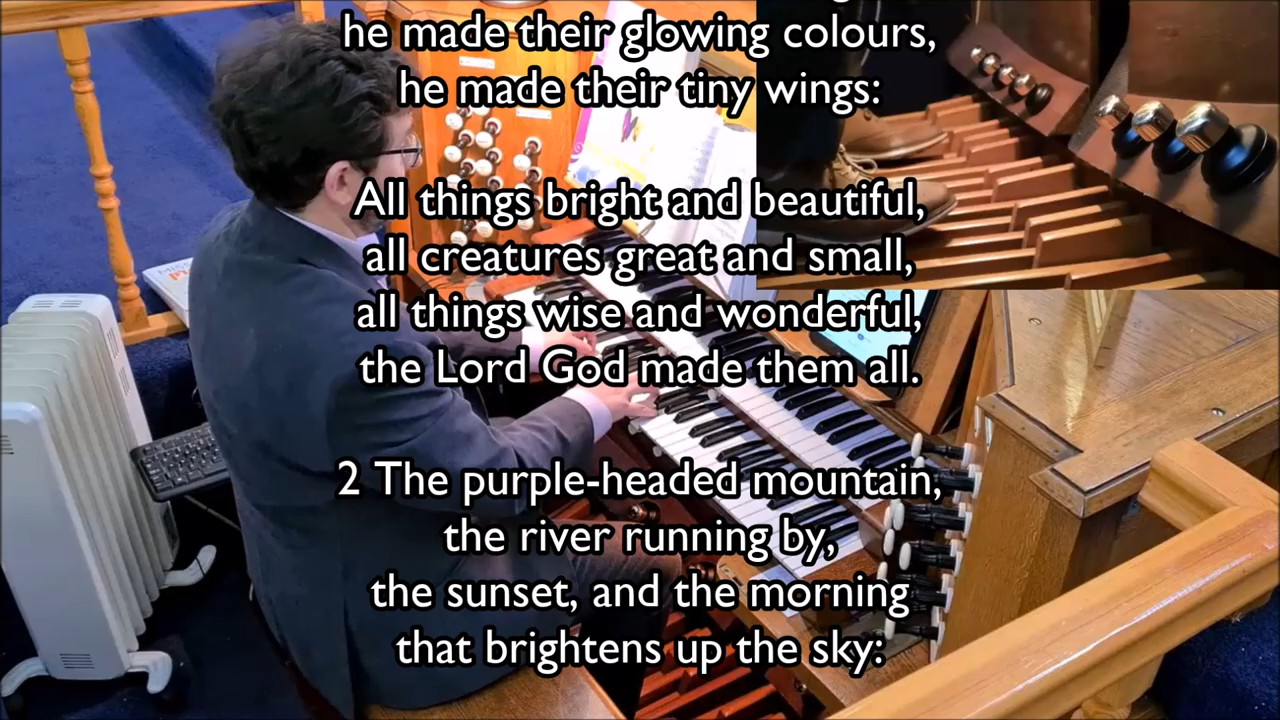 he made their glowing colours,
he made their tiny wings:
All things bright and beautiful,
all creatures great and small,
all things wise and wonderful,
the Lord God made them all.
2 The purple-headed mountain,
the river running by,
the sunset, and the morning
that brightens up the sky: